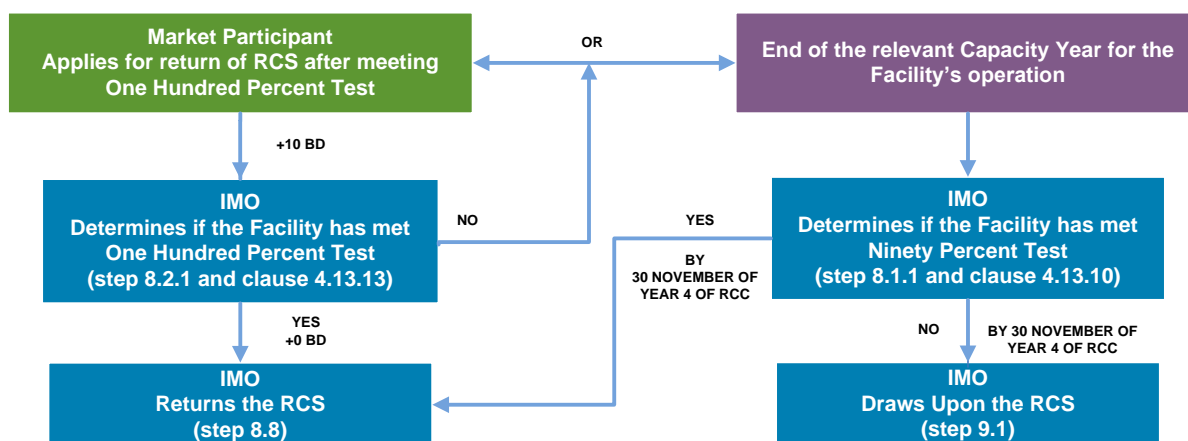 Market Participant
Applies for return of RCS after meeting
One Hundred Percent Test
OR
End of the relevant Capacity Year for the
Facility's operation
+10 BD
IMO
Determines if the Facility has met
One Hundred Percent Test
(step 8.2.1 and clause 4.13.13)
NO
YES
BY
30 NOVEMBER OF
YEAR 4 OF RCC
IMO
Determines if the Facility has met
Ninety Percent Test
(step 8.1.1 and clause 4.13.10)
YES
+0 BD
NO
BY 30 NOVEMBER OF
YEAR 4 OF RCC
IMO
Returns the RCS
(step 8.8)
IMO
Draws Upon the RCS
(step 9.1)